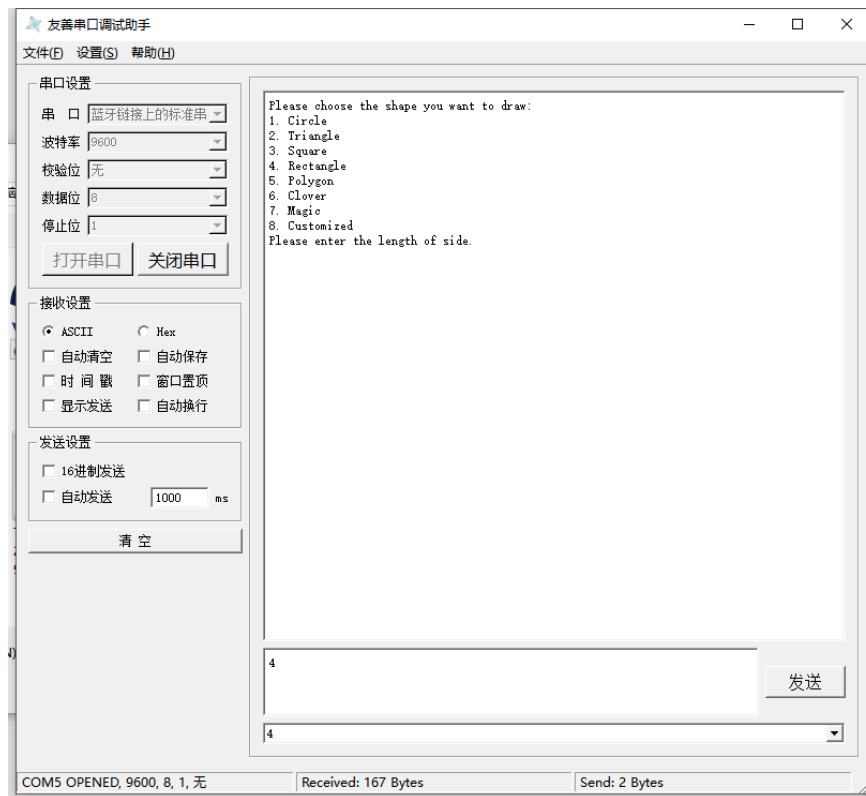 友善串口调试助手
文件(F) 设置(S) 帮助(H)
串口设置
串 口 蓝牙链接上的标准串
波特率 9600
校验位 无
数据位 8
停止位 1
打开串口 关闭串口
接收设置
ASCII Hex
自动清空 自动保存
时 间 戳 窗口置顶
显示发送 自动换行
发送设置
16进制发送
自动发送 1000 ms
清 空
Please choose the shape you want to draw:
1. Circle
2. Triangle
3. Square
4. Rectangle
5. Polygon
6. Clover
7. Magic
8. Customized
Please enter the length of side.
4
发送
4
COM5 OPENED, 9600, 8, 1, 无 Received: 167 Bytes Send: 2 Bytes